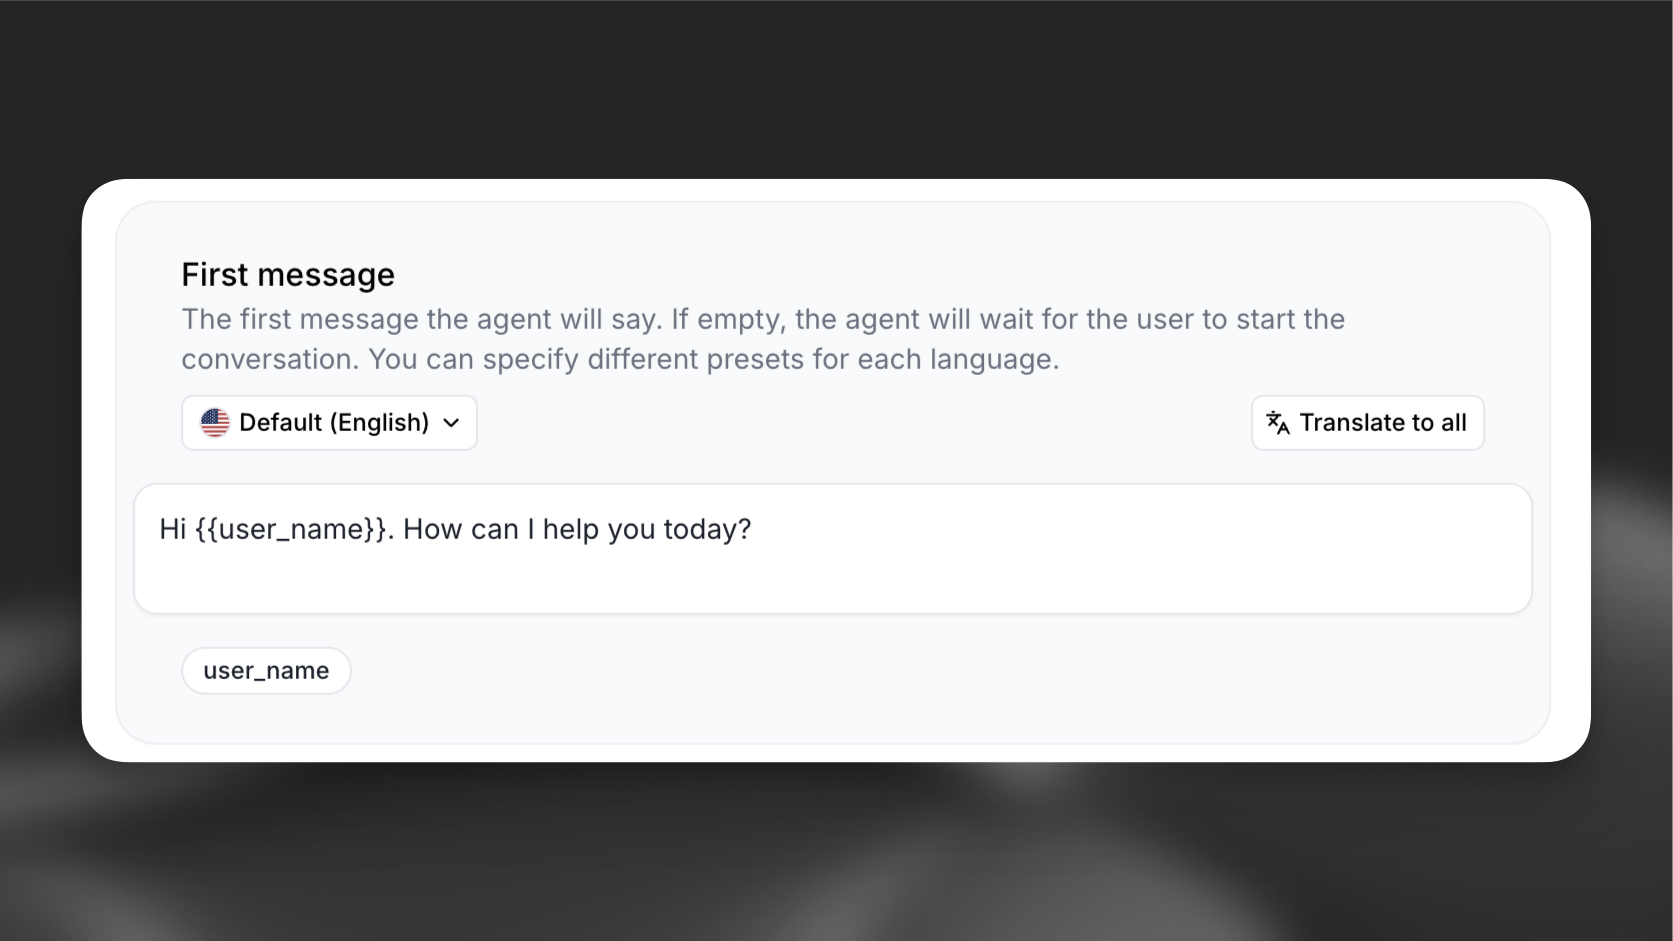 First message
The first message the agent will say. If empty, the agent will wait for the user to start the
conversation. You can specify different presets for each language.
Default (English)
Translate to all
Hi {{user_name}}. How can I help you today?
user_name